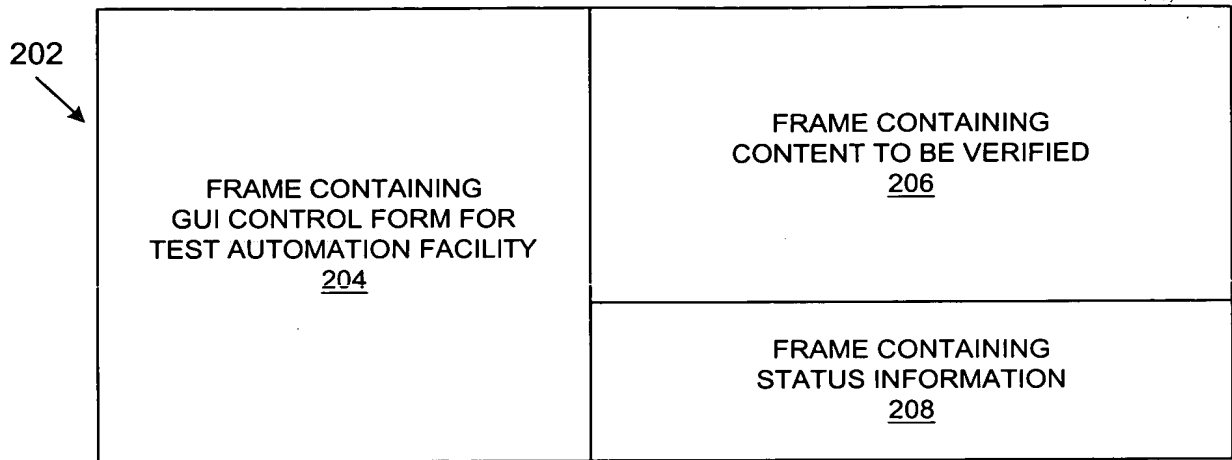 202
FRAME CONTAINING
GUI CONTROL FORM FOR
TEST AUTOMATION FACILITY
204
FRAME CONTAINING
CONTENT TO BE VERIFIED
206
FRAME CONTAINING
STATUS INFORMATION
208